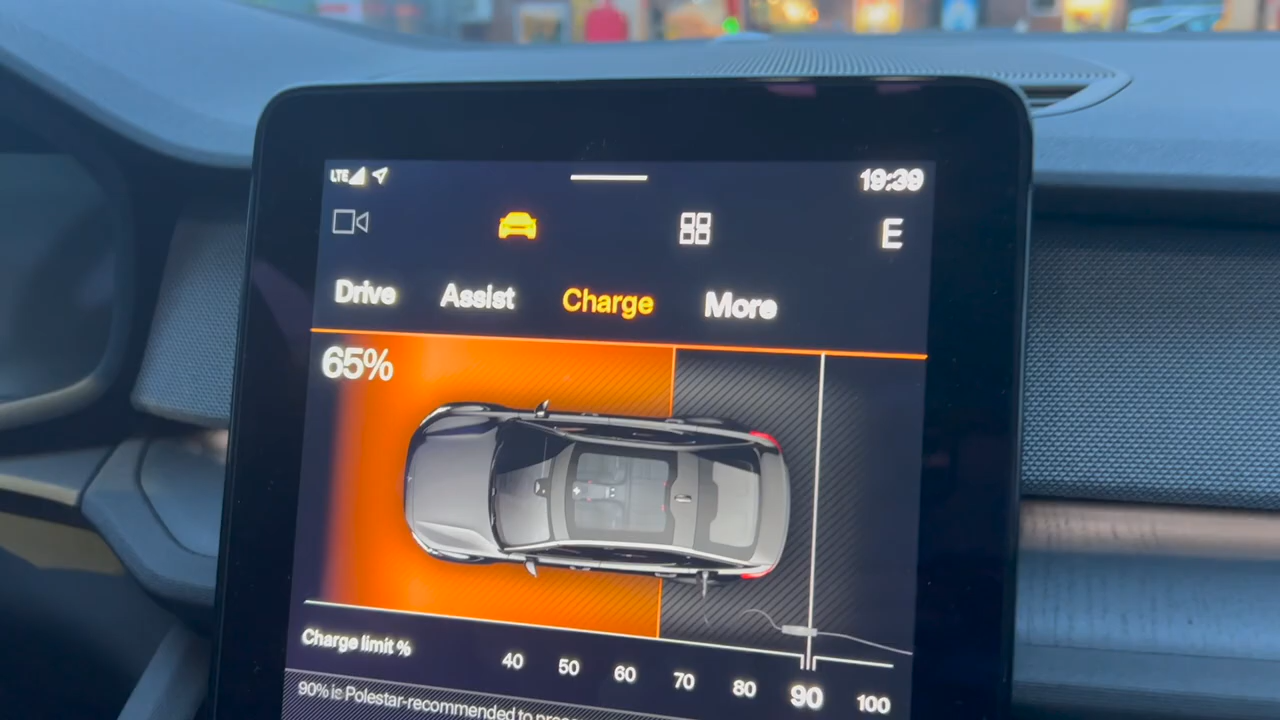 LTE 19:39
E
Drive Assist Charge More
65%
Charge limit % 40 50 60 70 80 90 100
90% is Polestar-recommended to